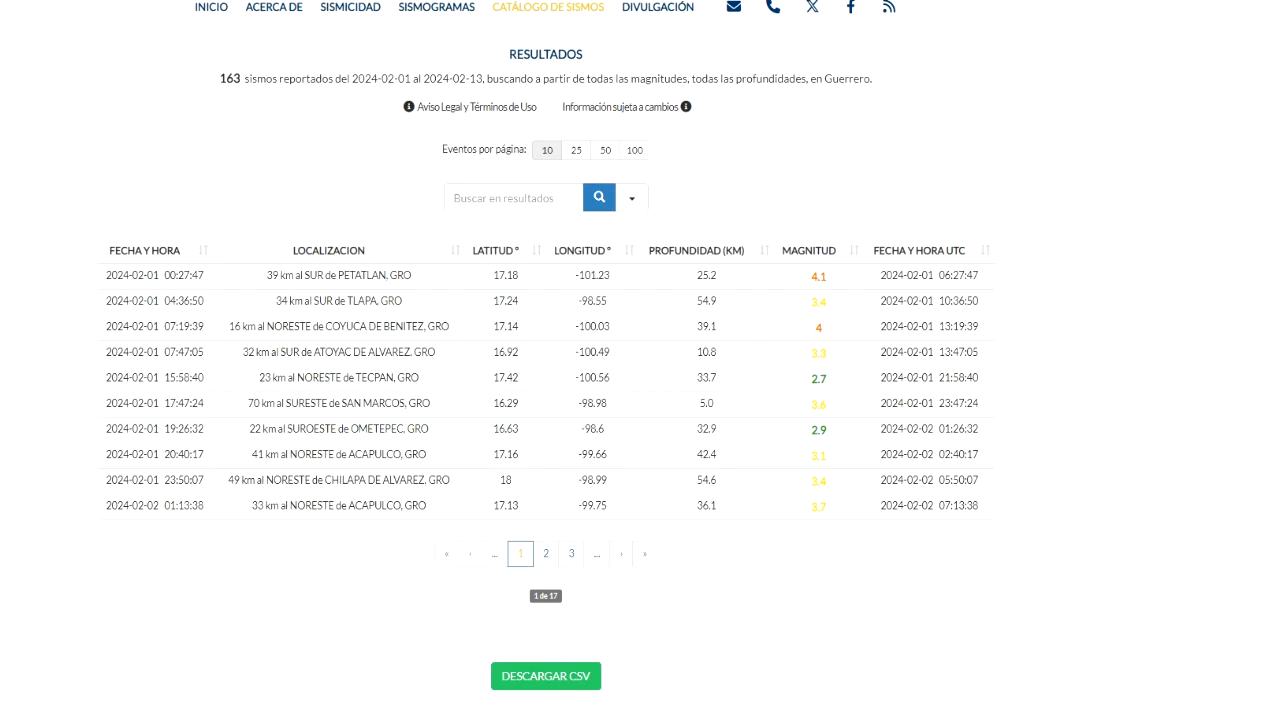 INICIO ACERCA DE SISMICIDAD SISMOGRAMAS CATÁLOGO DE SISMOS DIVULGACIÓN
RESULTADOS
163 sismos reportados del 2024-02-01 al 2024-02-13, buscando a partir de todas las magnitudes, todas las profundidades, en Guerrero.
Aviso Legal y Términos de Uso Información sujeta a cambios
Eventos por página: 10 25 50 100
Buscar en resultados
FECHA Y HORA LOCALIZACION LATITUD ° LONGITUD ° PROFUNDIDAD (KM) MAGNITUD FECHA Y HORA UTC
2024-02-01 00:27:47 39 km al SUR de PETATLAN, GRO 17.18 -101.23 25.2 4.1 2024-02-01 06:27:47
2024-02-01 04:36:50 34 km al SUR de TLAPA, GRO 17.24 -98.55 54.9 3.4 2024-02-01 10:36:50
2024-02-01 07:19:39 16 km al NORESTE de COYUCA DE BENITEZ, GRO 17.14 -100.03 39.1 4 2024-02-01 13:19:39
2024-02-01 07:47:05 32 km al SUR de ATOYAC DE ALVAREZ, GRO 16.92 -100.49 10.8 3.3 2024-02-01 13:47:05
2024-02-01 15:58:40 23 km al NORESTE de TECPAN, GRO 17.42 -100.56 33.7 2.7 2024-02-01 21:58:40
2024-02-01 17:47:24 70 km al SURESTE de SAN MARCOS, GRO 16.29 -98.98 5.0 3.6 2024-02-01 23:47:24
2024-02-01 19:26:32 22 km al SUROESTE de OMETEPEC, GRO 16.63 -98.6 32.9 2.9 2024-02-02 01:26:32
2024-02-01 20:40:17 41 km al NORESTE de ACAPULCO, GRO 17.16 -99.66 42.4 3.1 2024-02-02 02:40:17
2024-02-01 23:50:07 49 km al NORESTE de CHILAPA DE ALVAREZ, GRO 18 -98.99 54.6 3.4 2024-02-02 05:50:07
2024-02-02 01:13:38 33 km al NORESTE de ACAPULCO, GRO 17.13 -99.75 36.1 3.7 2024-02-02 07:13:38
« ‹ ... 1 2 3 ... › »
1 de 17
DESCARGAR CSV